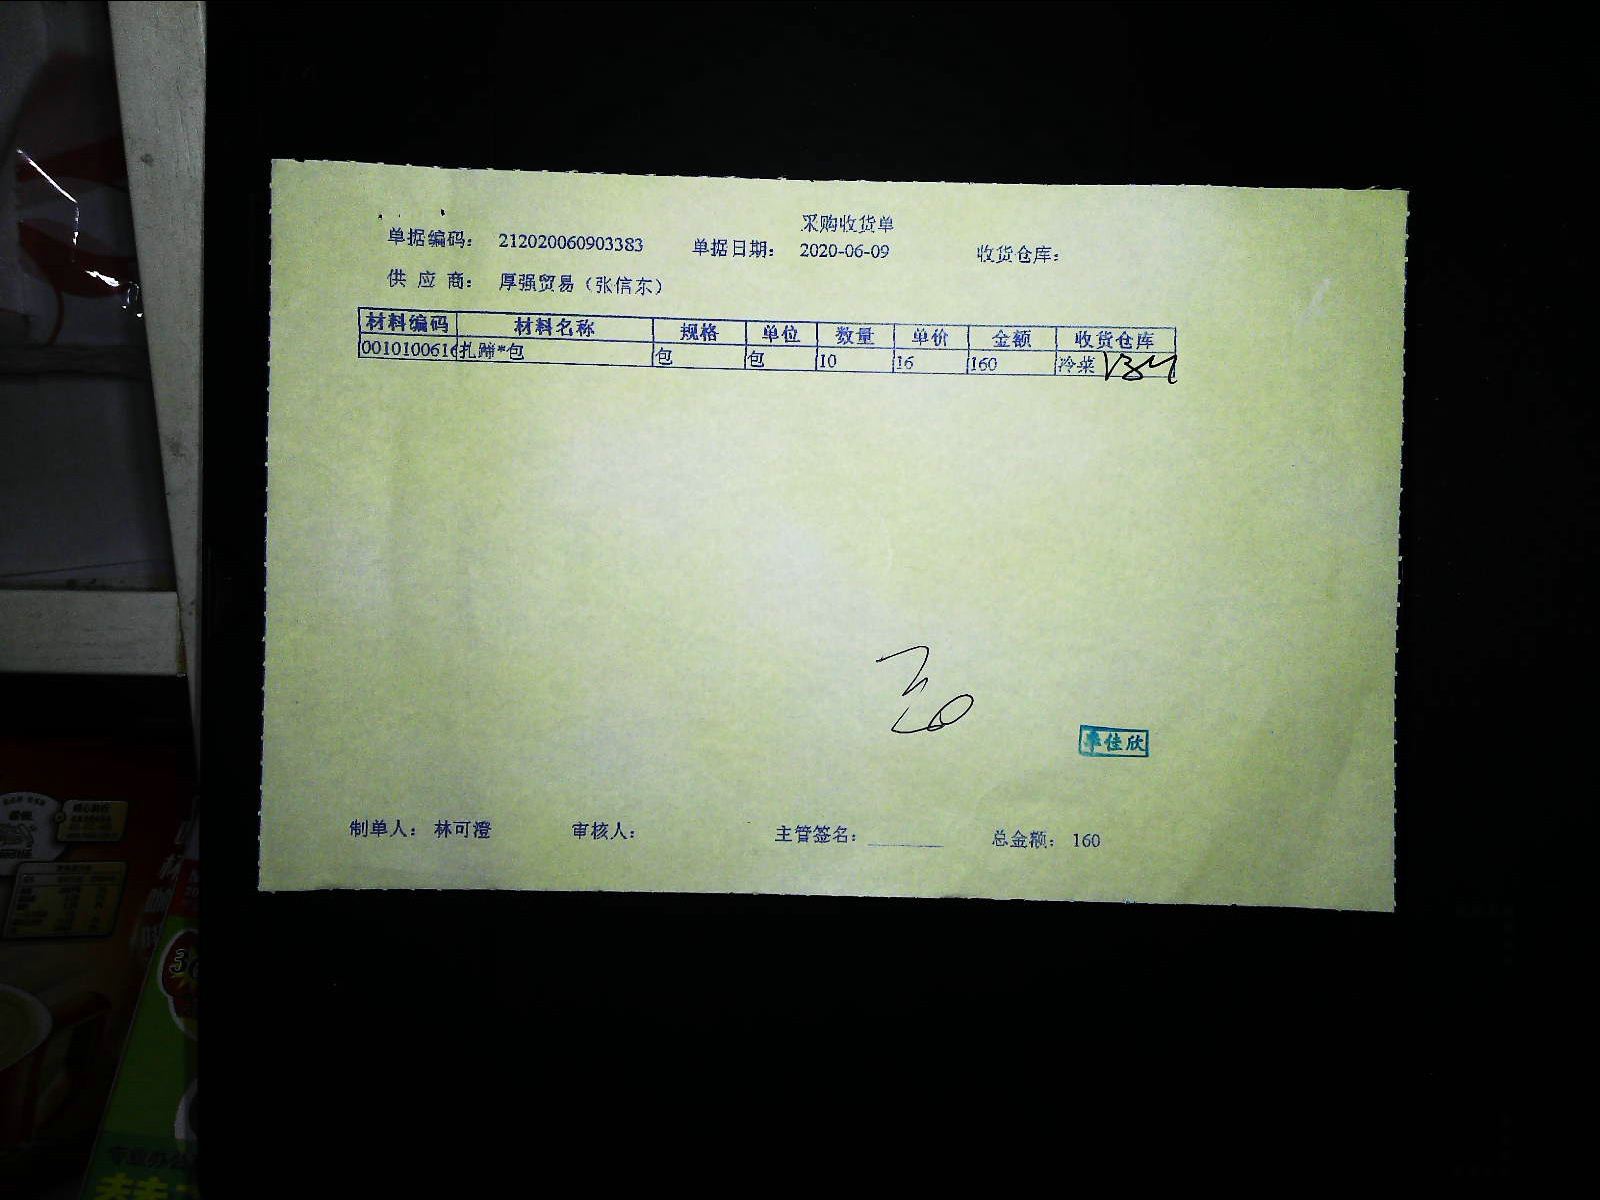 采购收货单
单据编码： 212020060903383 单据日期： 2020-06-09 收货仓库：
供 应 商： 厚强贸易（张信东）
材料编码 材料名称 规格 单位 数量 单价 金额 收货仓库
0010100616 扎蹄*包 包 包 10 16 160 冷菜
佳欣
制单人： 林可澄 审核人： 主管签名： 总金额： 160